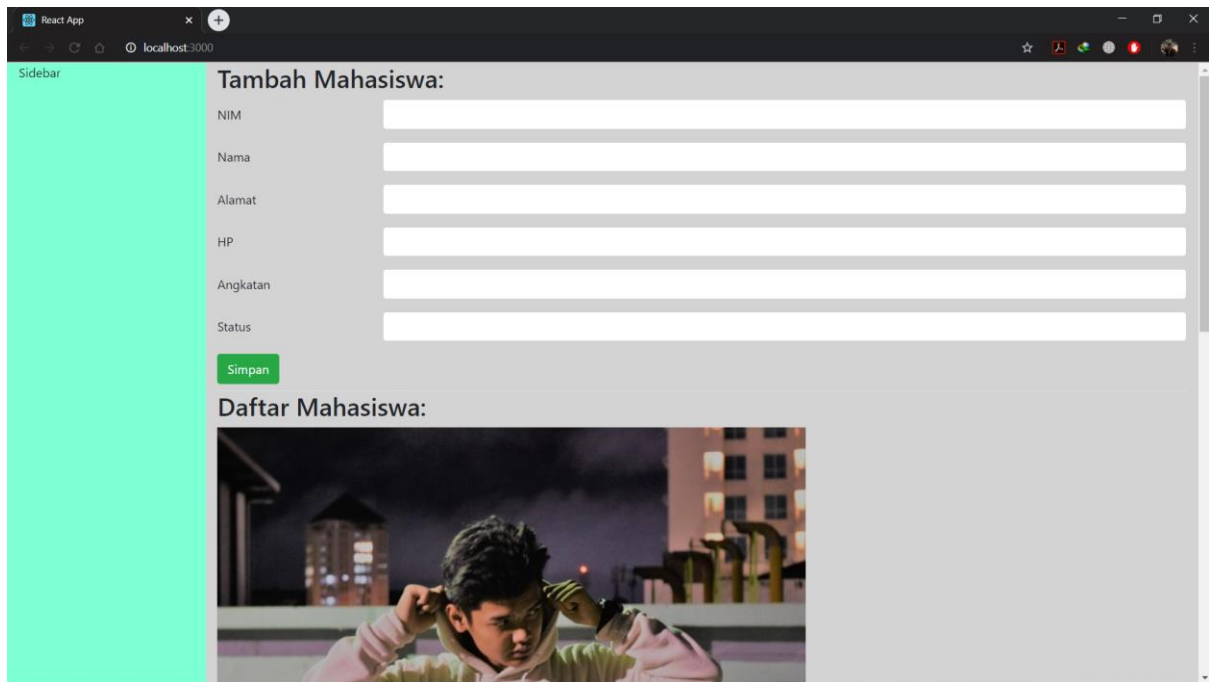 React App
localhost:3000
Sidebar
Tambah Mahasiswa:
NIM
Nama
Alamat
HP
Angkatan
Status
Simpan
Daftar Mahasiswa: